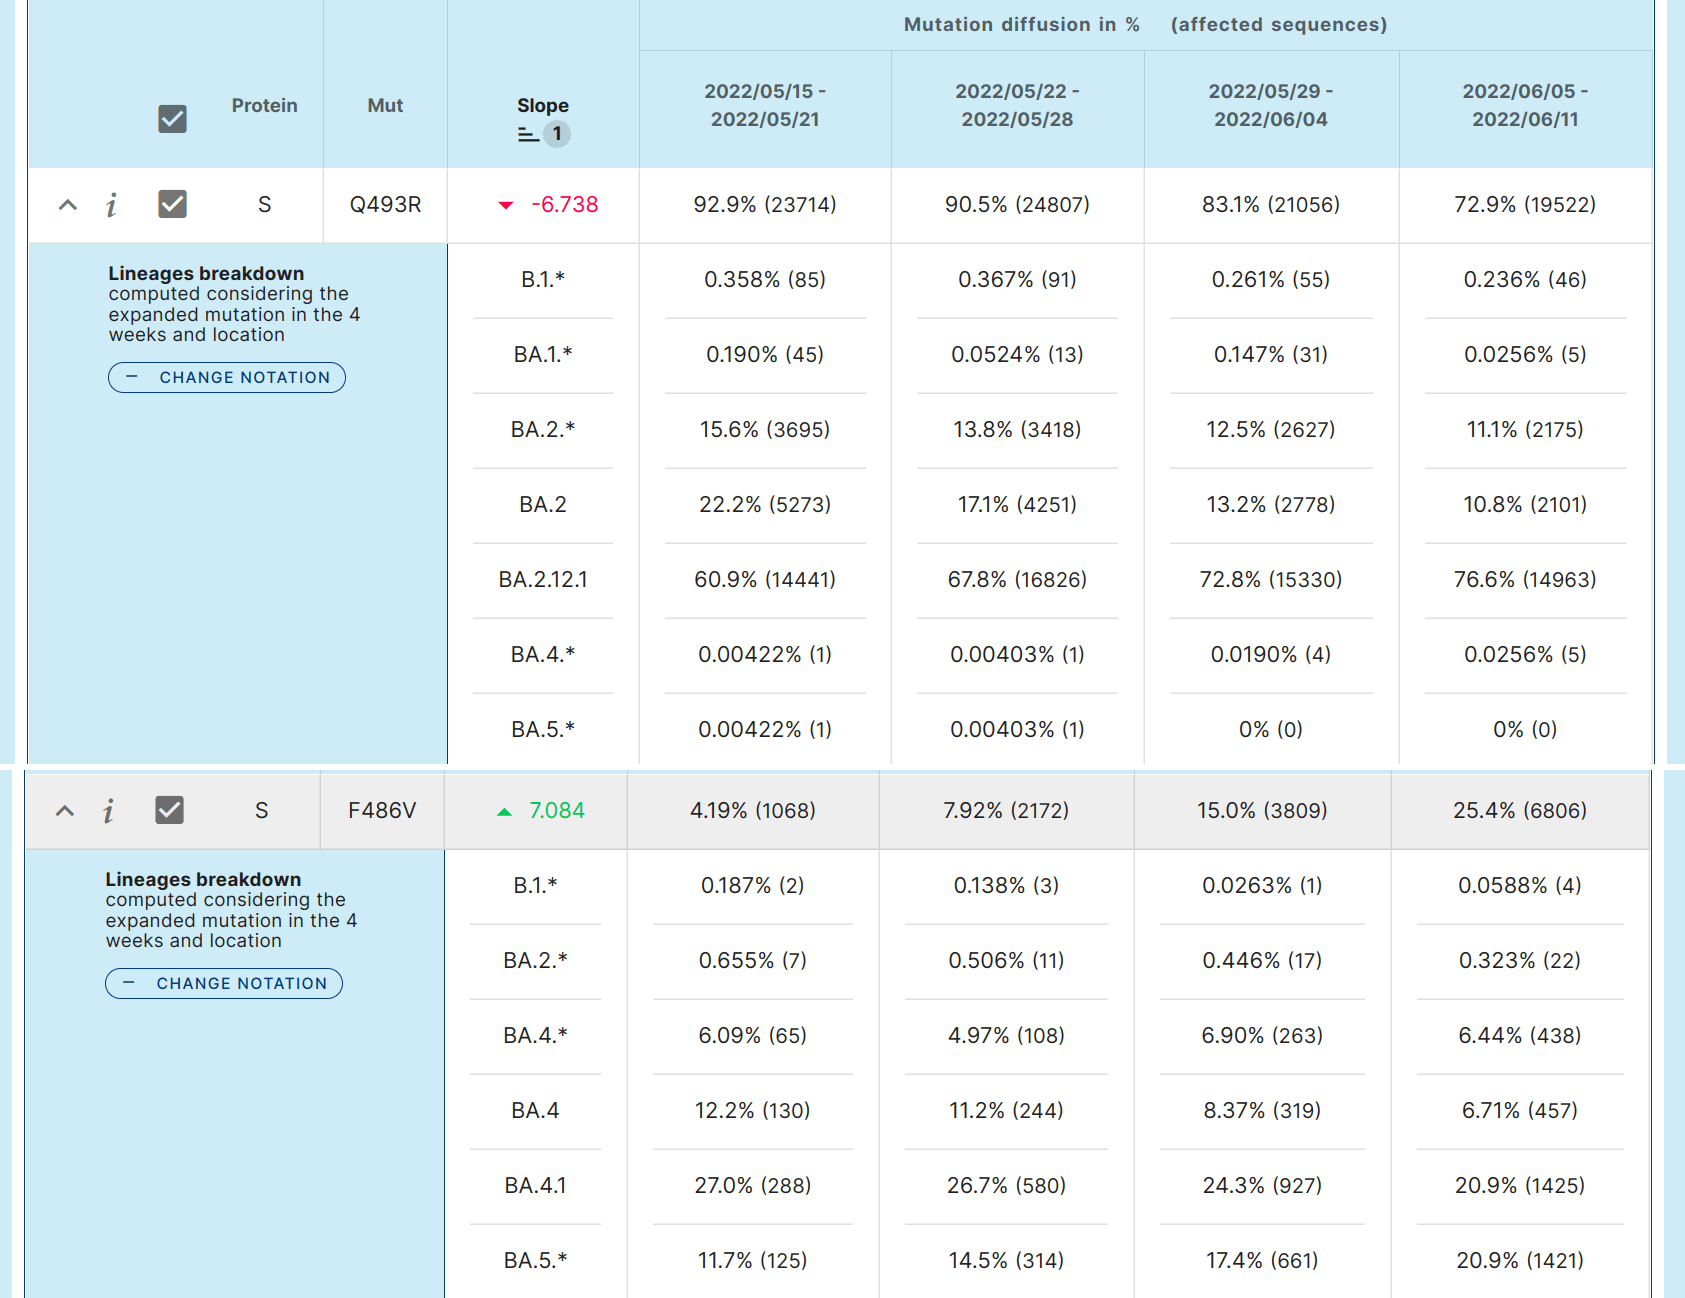 Mutation diffusion in % (affected sequences)
Protein Mut Slope 2022/05/15 - 2022/05/22 - 2022/05/29 - 2022/06/05 -
1 2022/05/21 2022/05/28 2022/06/04 2022/06/11
S Q493R -6.738 92.9% (23714) 90.5% (24807) 83.1% (21056) 72.9% (19522)
Lineages breakdown
computed considering the
expanded mutation in the 4
weeks and location
CHANGE NOTATION
B.1.* 0.358% (85) 0.367% (91) 0.261% (55) 0.236% (46)
BA.1.* 0.190% (45) 0.0524% (13) 0.147% (31) 0.0256% (5)
BA.2.* 15.6% (3695) 13.8% (3418) 12.5% (2627) 11.1% (2175)
BA.2 22.2% (5273) 17.1% (4251) 13.2% (2778) 10.8% (2101)
BA.2.12.1 60.9% (14441) 67.8% (16826) 72.8% (15330) 76.6% (14963)
BA.4.* 0.00422% (1) 0.00403% (1) 0.0190% (4) 0.0256% (5)
BA.5.* 0.00422% (1) 0.00403% (1) 0% (0) 0% (0)
S F486V 7.084 4.19% (1068) 7.92% (2172) 15.0% (3809) 25.4% (6806)
Lineages breakdown
computed considering the
expanded mutation in the 4
weeks and location
CHANGE NOTATION
B.1.* 0.187% (2) 0.138% (3) 0.0263% (1) 0.0588% (4)
BA.2.* 0.655% (7) 0.506% (11) 0.446% (17) 0.323% (22)
BA.4.* 6.09% (65) 4.97% (108) 6.90% (263) 6.44% (438)
BA.4 12.2% (130) 11.2% (244) 8.37% (319) 6.71% (457)
BA.4.1 27.0% (288) 26.7% (580) 24.3% (927) 20.9% (1425)
BA.5.* 11.7% (125) 14.5% (314) 17.4% (661) 20.9% (1421)